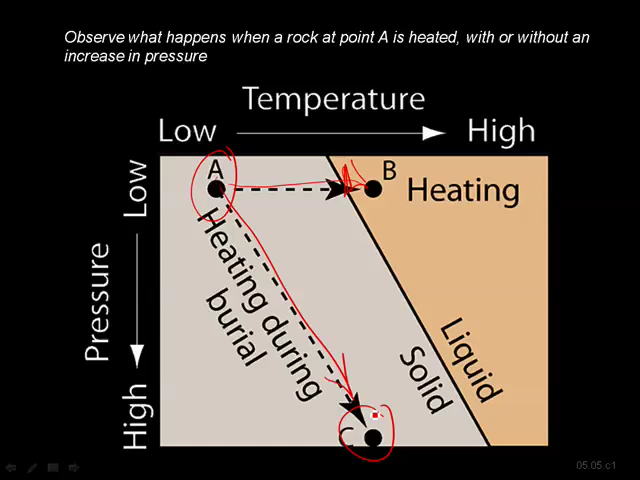 Observe what happens when a rock at point A is heated, with or without an
increase in pressure
Temperature
Low
High
Low
Pressure
High
A
B
Heating
Heating during
burial
Liquid
Solid
C
05.05.c1